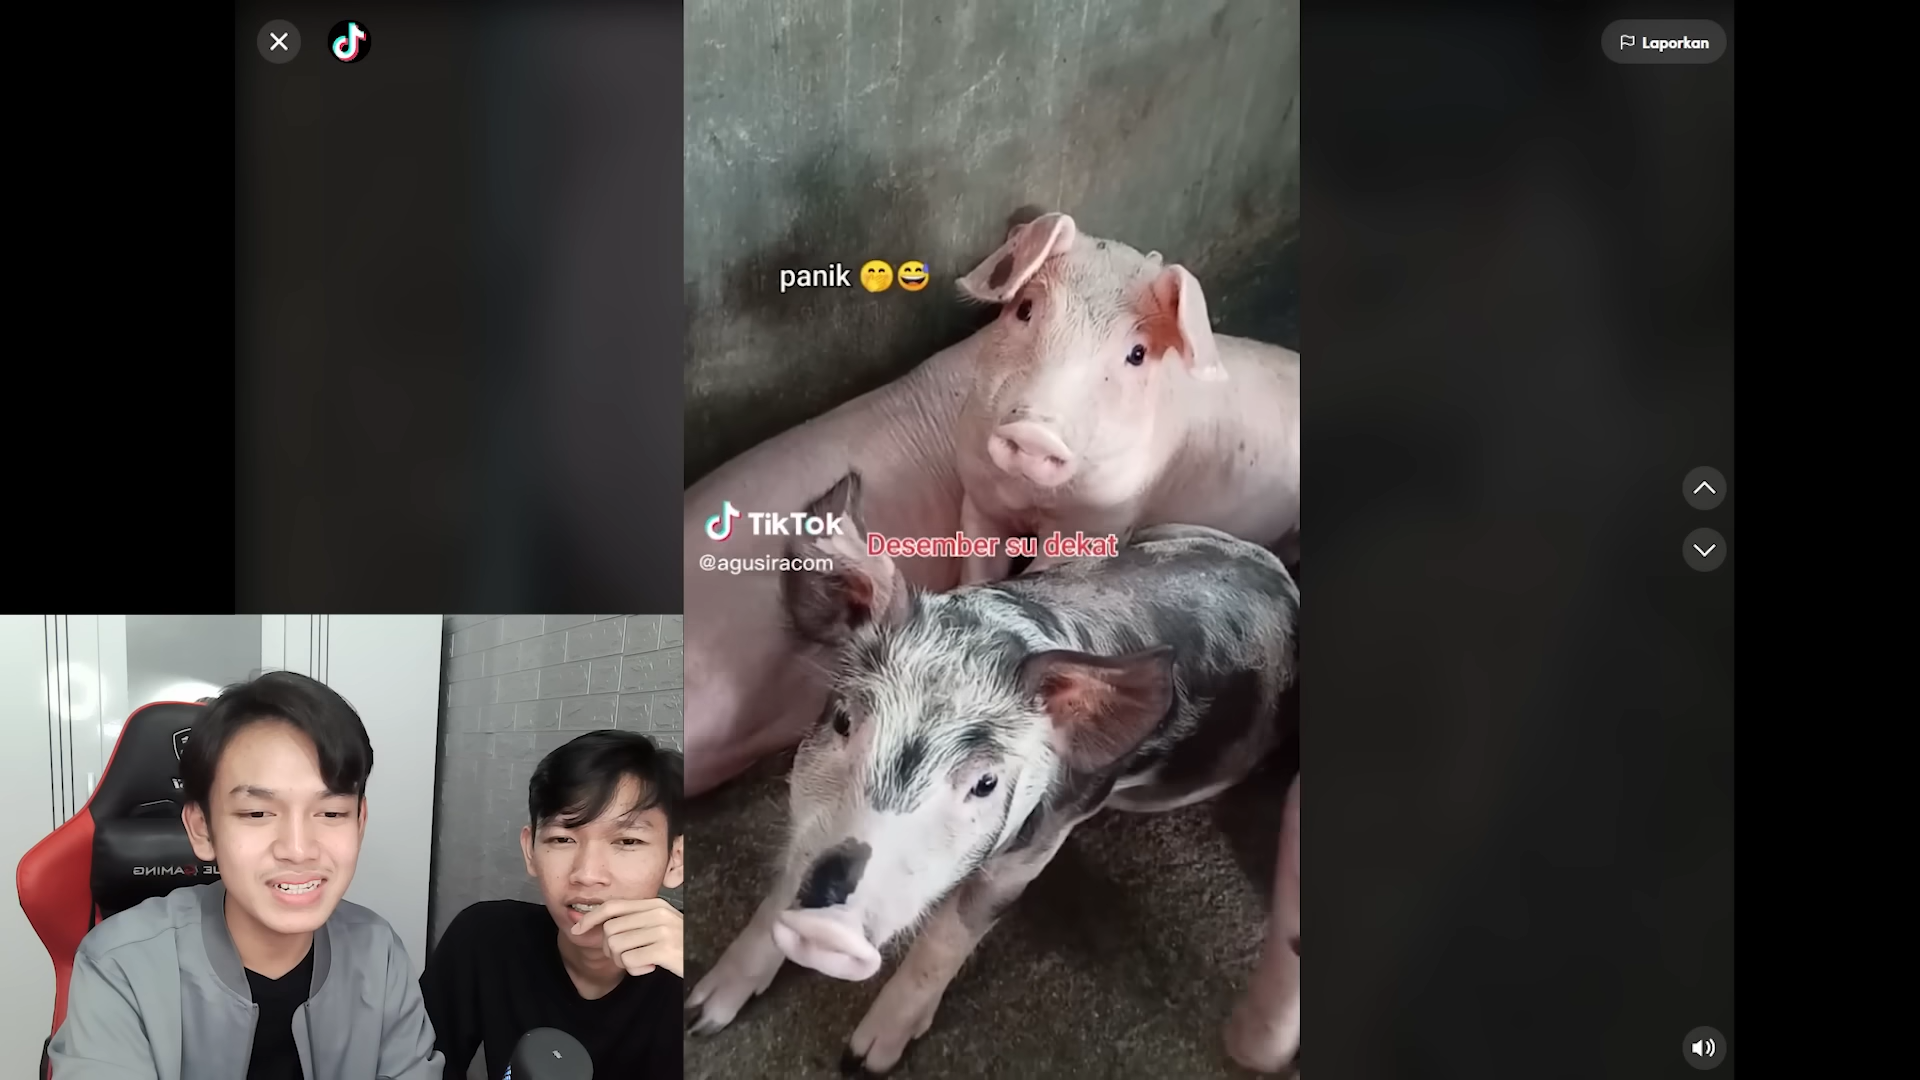 Laporkan
panik 🤭😅
TikTok
@agusiracom
Desember su dekat